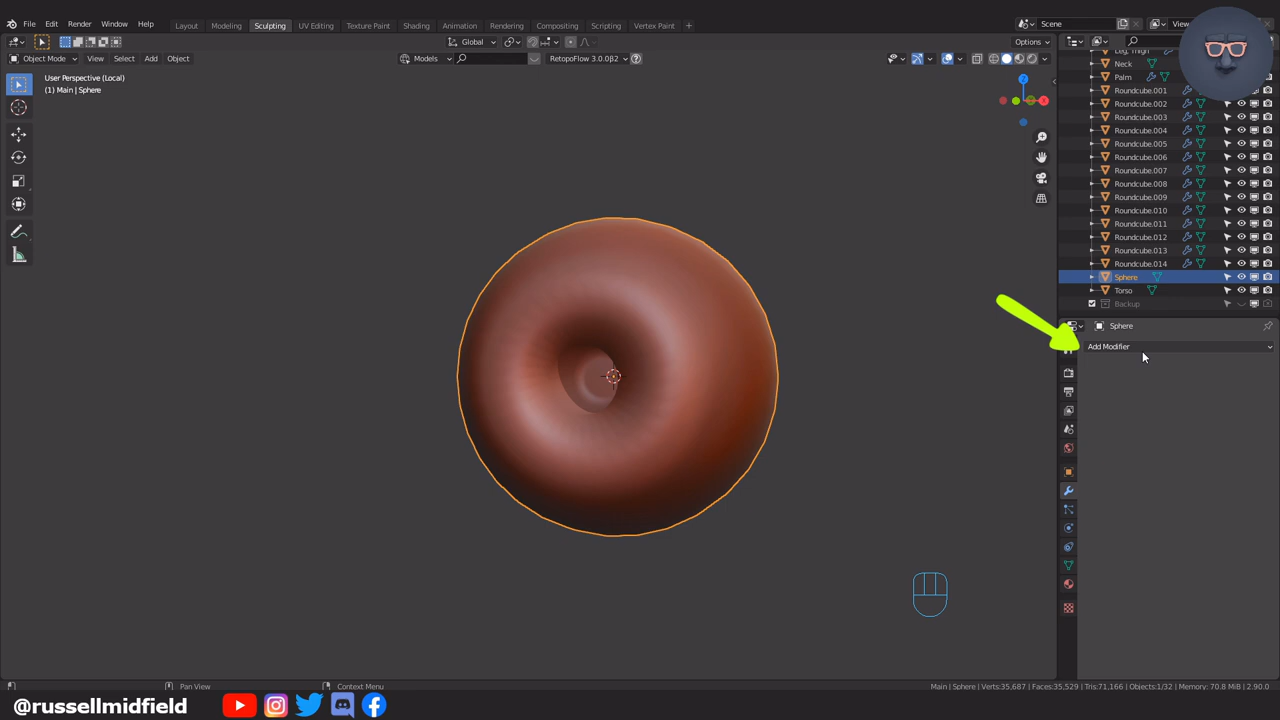 File Edit Render Window Help Layout Modeling Sculpting UV Editing Texture Paint Shading Animation Rendering Compositing Scripting Vertex Paint + Scene
Global Options
Object Mode View Select Add Object Models RetopoFlow 3.0.0β2
User Perspective (Local)
(1) Main | Sphere
Neck
Palm
Roundcube.001
Roundcube.002
Roundcube.003
Roundcube.004
Roundcube.005
Roundcube.006
Roundcube.007
Roundcube.008
Roundcube.009
Roundcube.010
Roundcube.011
Roundcube.012
Roundcube.013
Roundcube.014
Sphere
Torso
Backup
Sphere
Add Modifier
Pan View Context Menu Main | Sphere | Verts:35,687 | Faces:35,529 | Tris:71,166 | Objects:1/32 | Memory: 70.8 MiB | 2.90.0
@russellmidfield